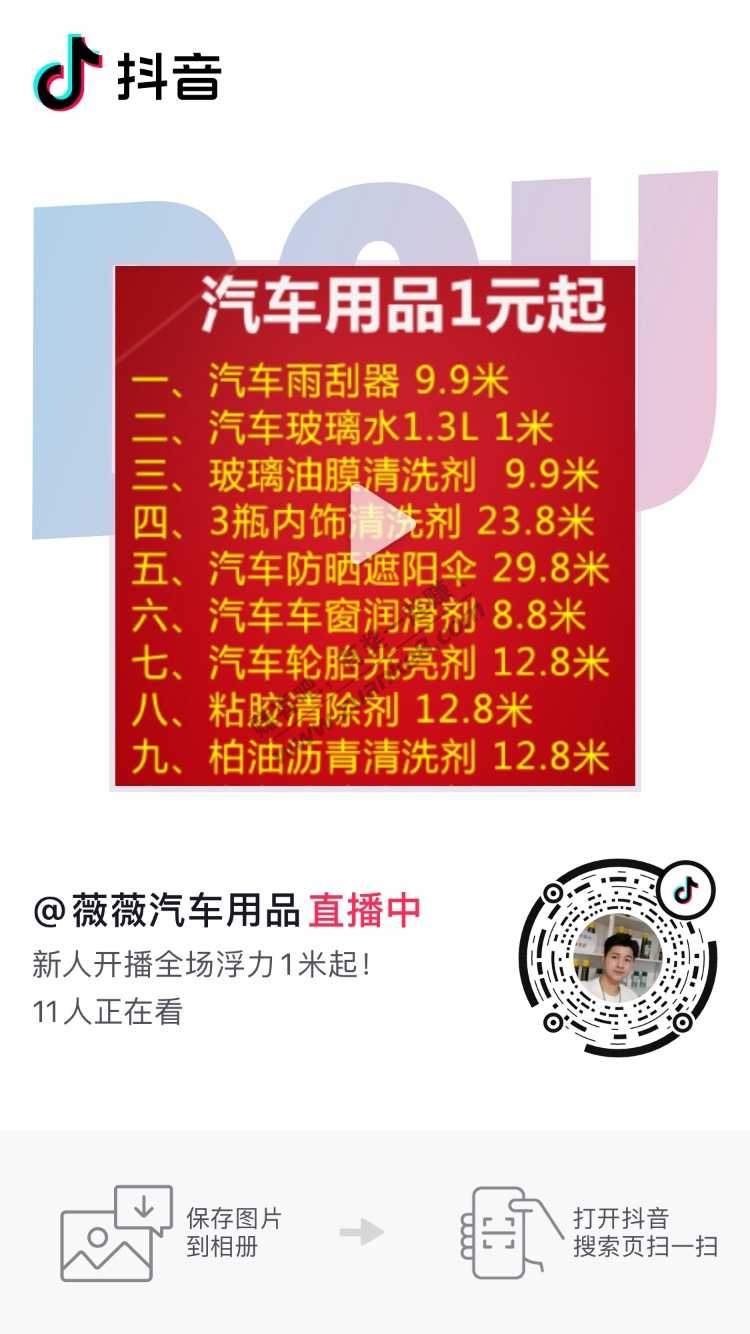 抖音
DOU
汽车用品1元起
一、汽车雨刮器 9.9米
二、汽车玻璃水1.3L 1米
三、玻璃油膜清洗剂 9.9米
四、3瓶内饰清洗剂 23.8米
五、汽车防晒遮阳伞 29.8米
六、汽车车窗润滑剂 8.8米
七、汽车轮胎光亮剂 12.8米
八、粘胶清除剂 12.8米
九、柏油沥青清洗剂 12.8米
@薇薇汽车用品 直播中
新人开播全场浮力1米起！
11人正在看
保存图片
到相册
打开抖音
搜索页扫一扫